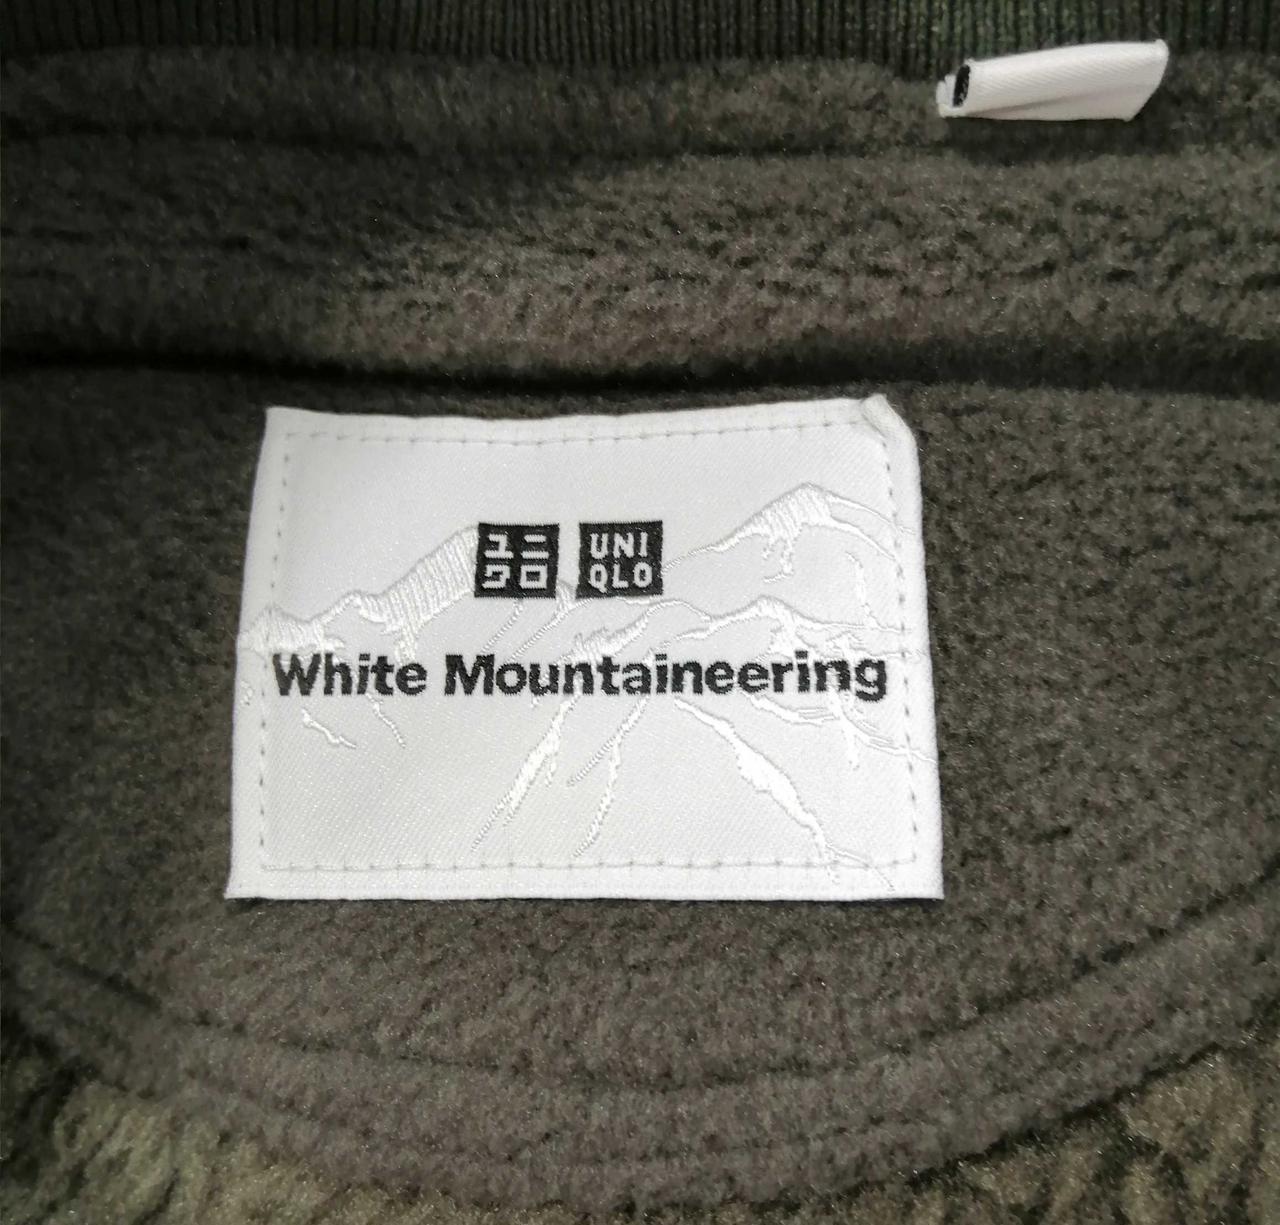 ユニ UNI
クロ QLO
White Mountaineering